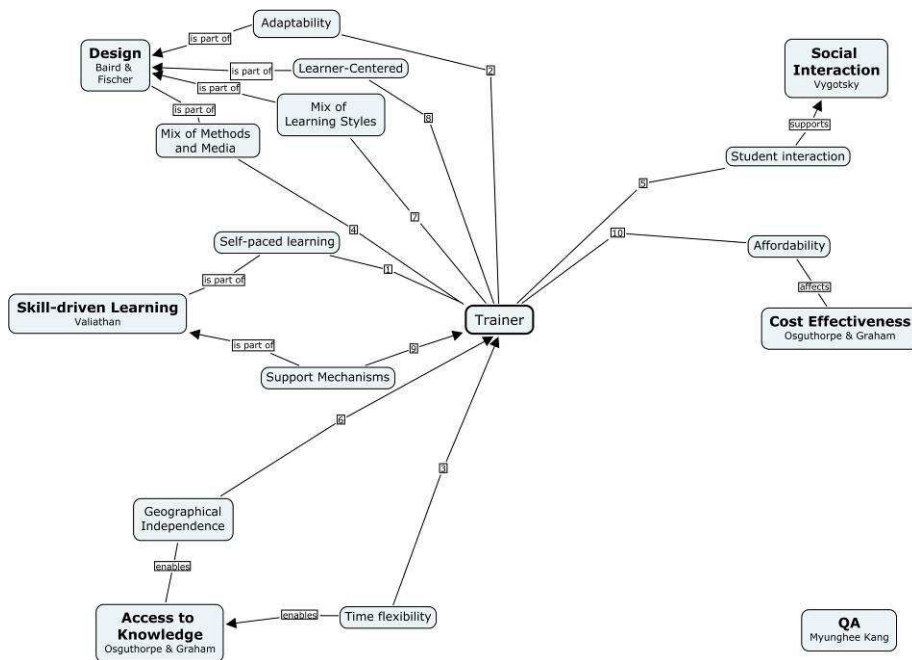 Adaptability
is part of
Design
Baird &
Fischer
is part of
Learner-Centered
2
Social
Interaction
Vygotsky
is part of
is part of
Mix of
Learning Styles
8
supports
Mix of Methods
and Media
Student interaction
5
7
4
10
Self-paced learning
Affordability
1
is part of
affects
Skill-driven Learning
Valiathan
Trainer
Cost Effectiveness
Osguthorpe & Graham
is part of
9
Support Mechanisms
6
3
Geographical
Independence
enables
Access to
Knowledge
Osguthorpe & Graham
enables
Time flexibility
QA
Myunghee Kang